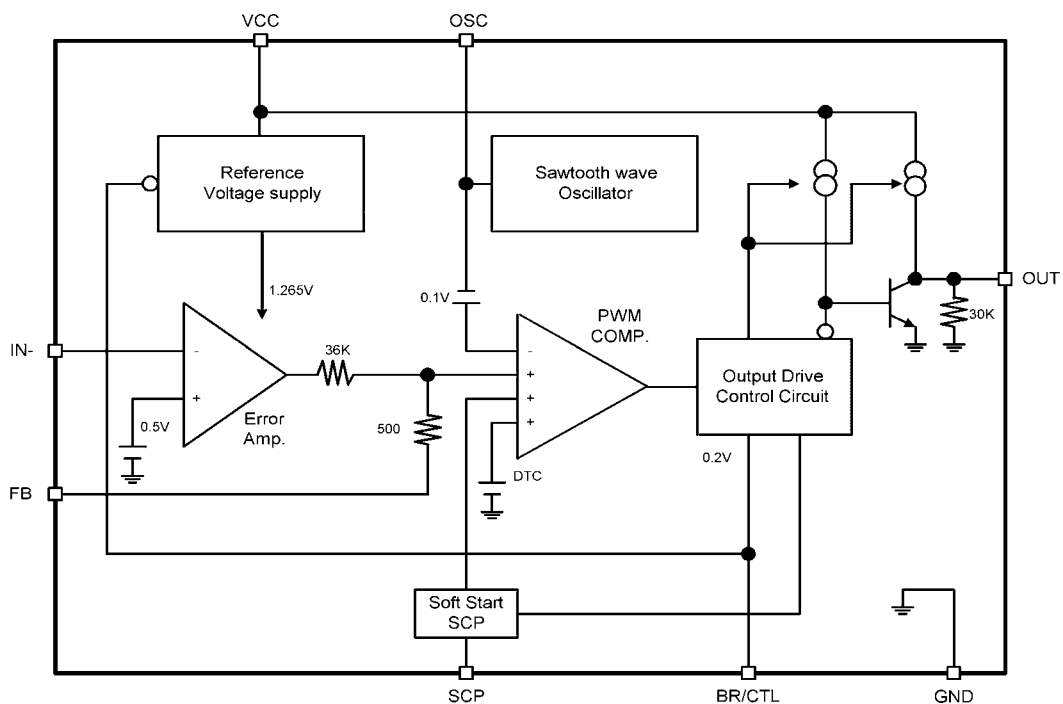 VCC
OSC
Reference
Voltage supply
Sawtooth wave
Oscillator
1.265V
0.1V
OUT
30K
PWM
COMP.
IN-
-
+
36K
-
+
+
+
Output Drive
Control Circuit
0.5V
Error
Amp.
500
0.2V
DTC
FB
Soft Start
SCP
SCP
BR/CTL
GND